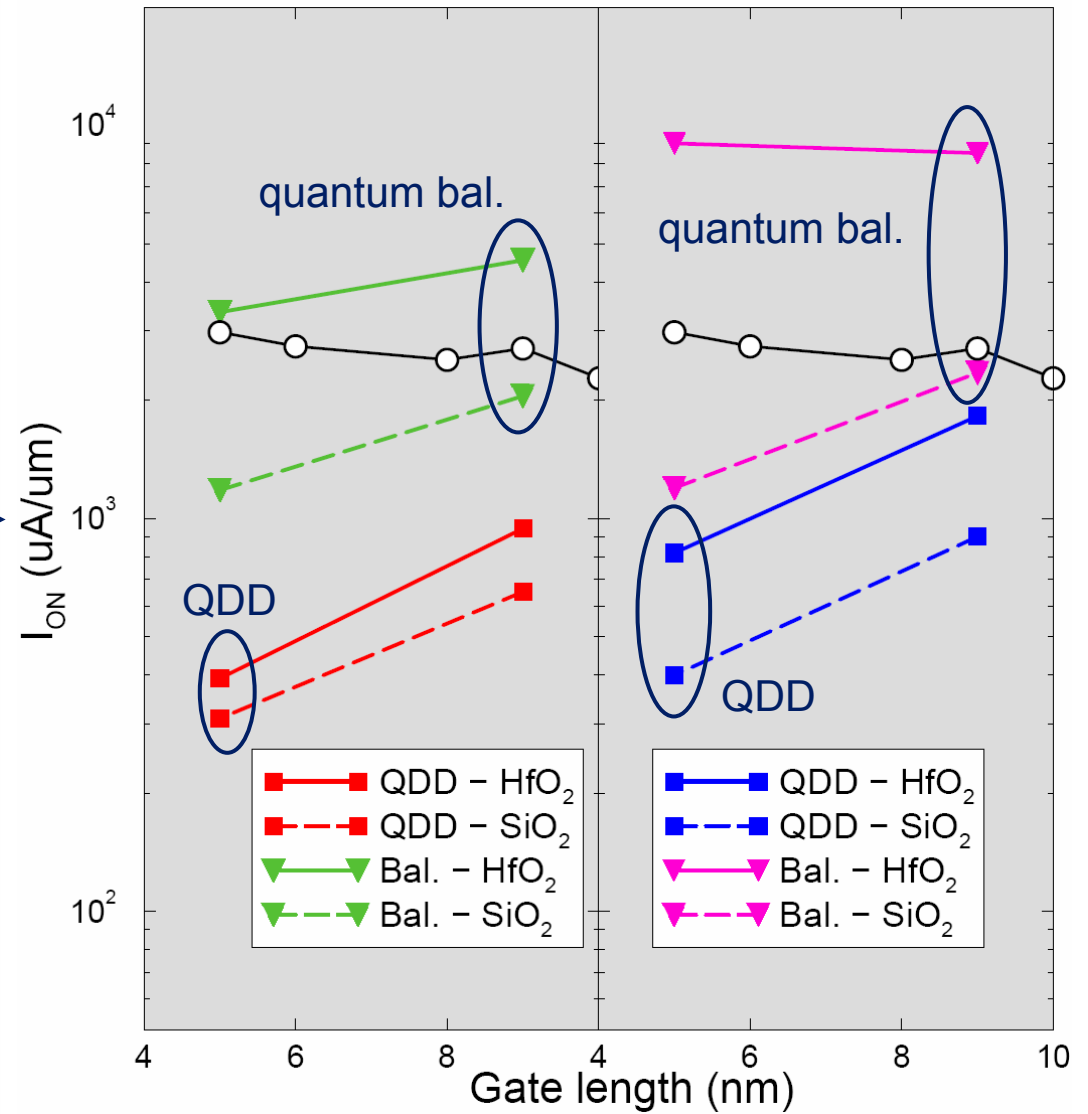 10^4
quantum bal.
quantum bal.
10^3
I_ON (uA/um)
QDD
QDD
QDD − HfO₂
QDD − SiO₂
Bal. − HfO₂
Bal. − SiO₂
QDD − HfO₂
QDD − SiO₂
Bal. − HfO₂
Bal. − SiO₂
10^2
4 6 8 4 6 8 10
Gate length (nm)